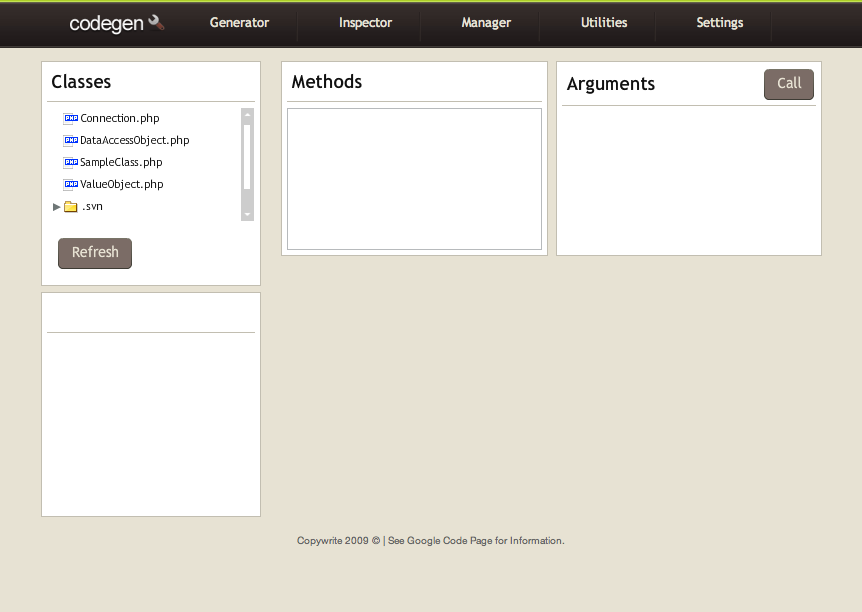 codegen Generator Inspector Manager Utilities Settings
Classes
Connection.php
DataAccessObject.php
SampleClass.php
ValueObject.php
.svn
Refresh
Methods
Arguments
Call
Copywrite 2009 © | See Google Code Page for Information.